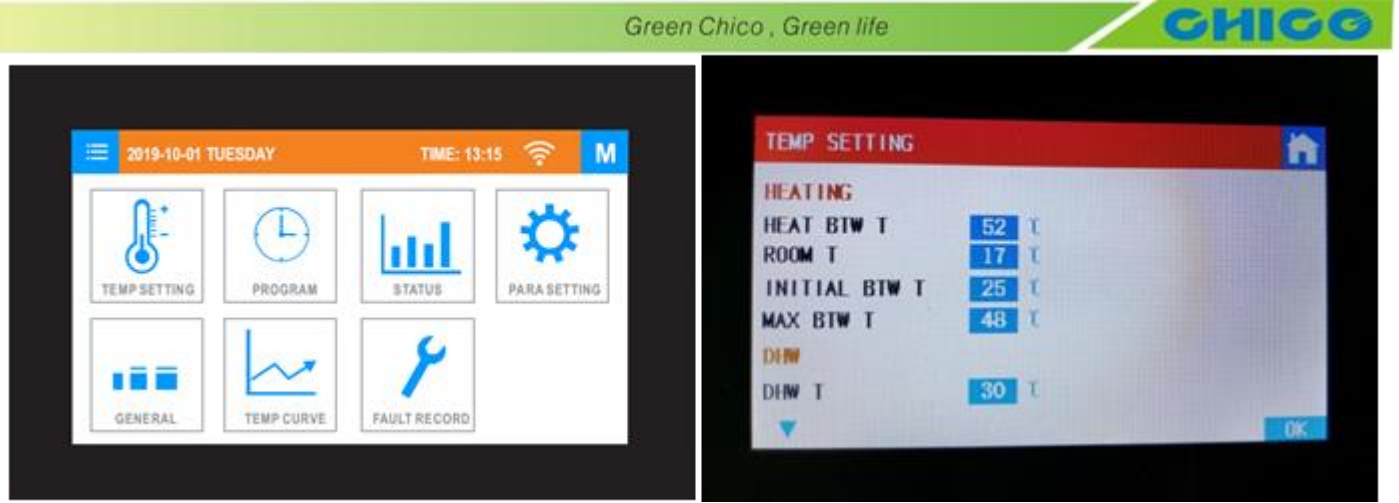 Green Chico , Green life
CHICO
2019-10-01 TUESDAY
TIME: 13:15
M
TEMP SETTING
PROGRAM
STATUS
PARA SETTING
GENERAL
TEMP CURVE
FAULT RECORD
TEMP SETTING
HEATING
HEAT BTW T 52 ℃
ROOM T 17 ℃
INITIAL BTW T 25 ℃
MAX BTW T 48 ℃
DHW
DHW T 30 ℃
OK